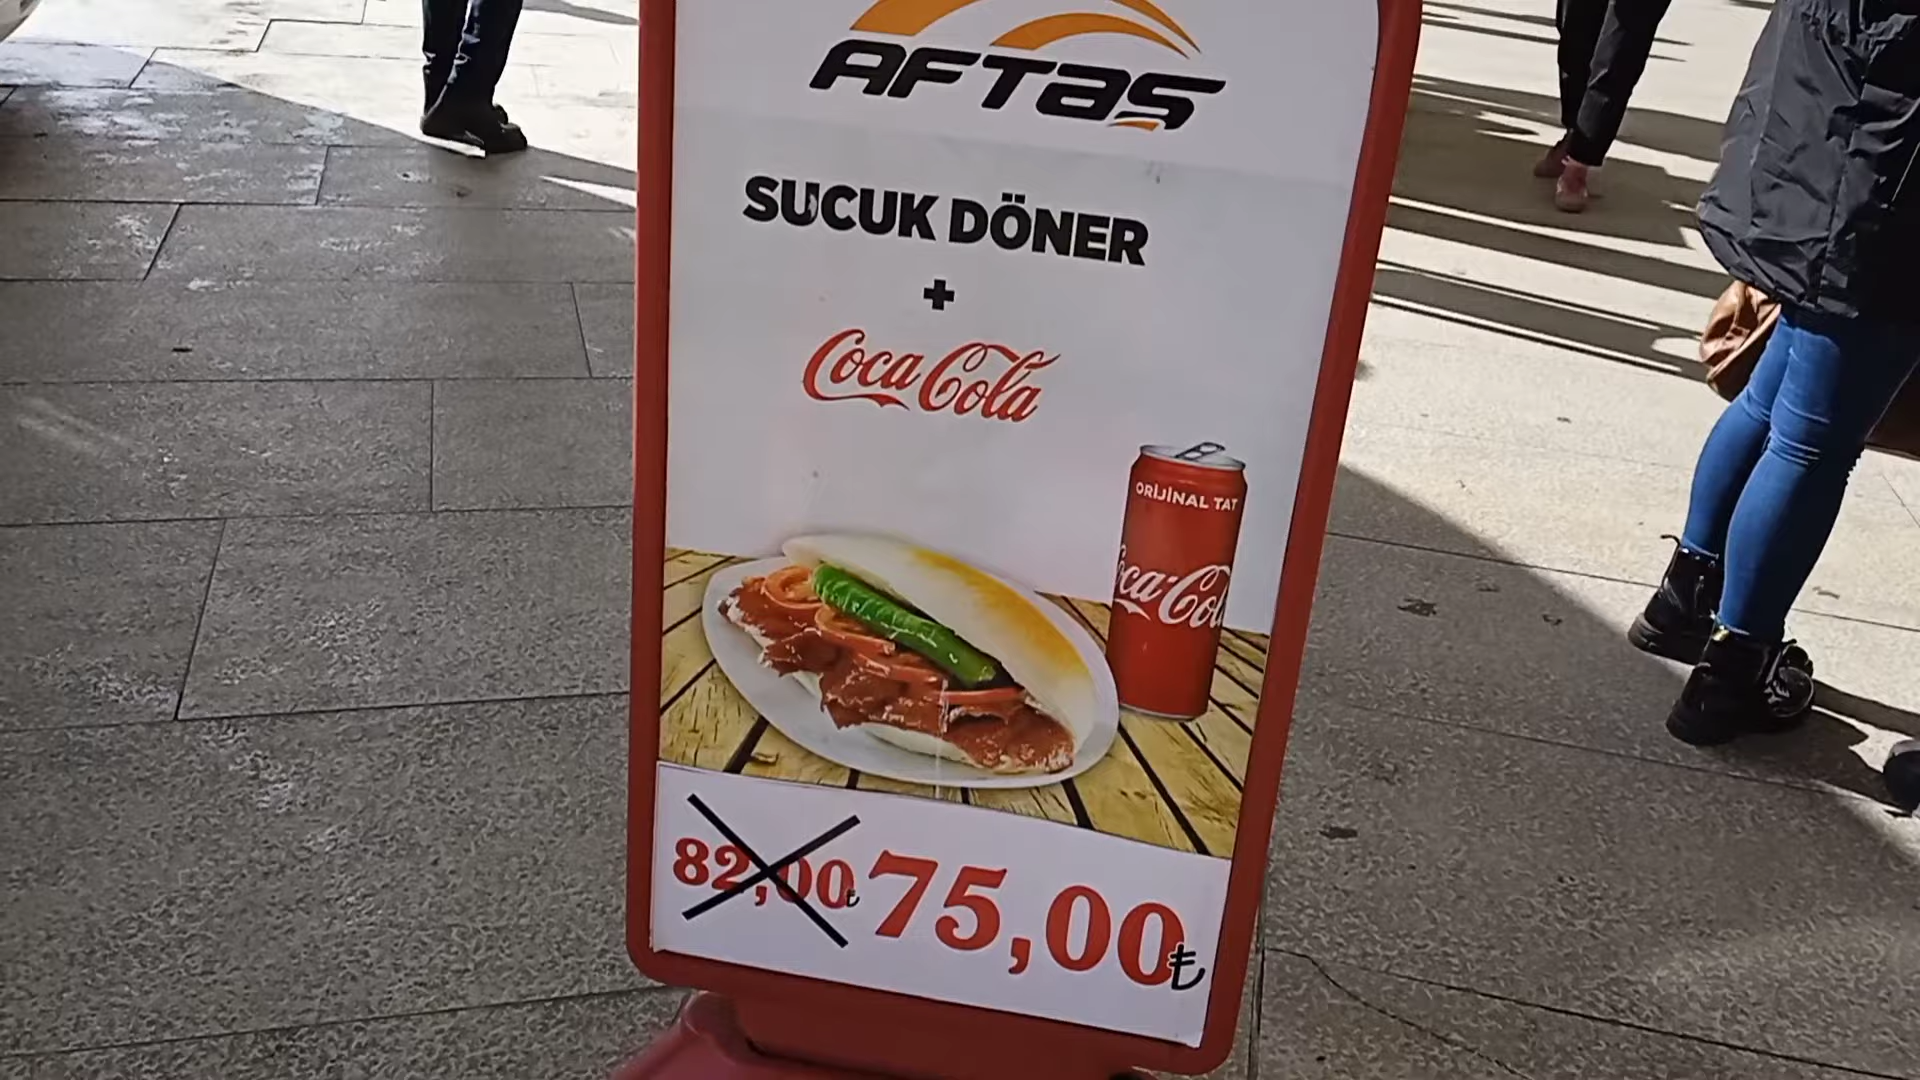 AFTAŞ
SUCUK DÖNER
+
Coca Cola
ORİJİNAL TAT
Coca-Cola
82,00₺ 75,00₺